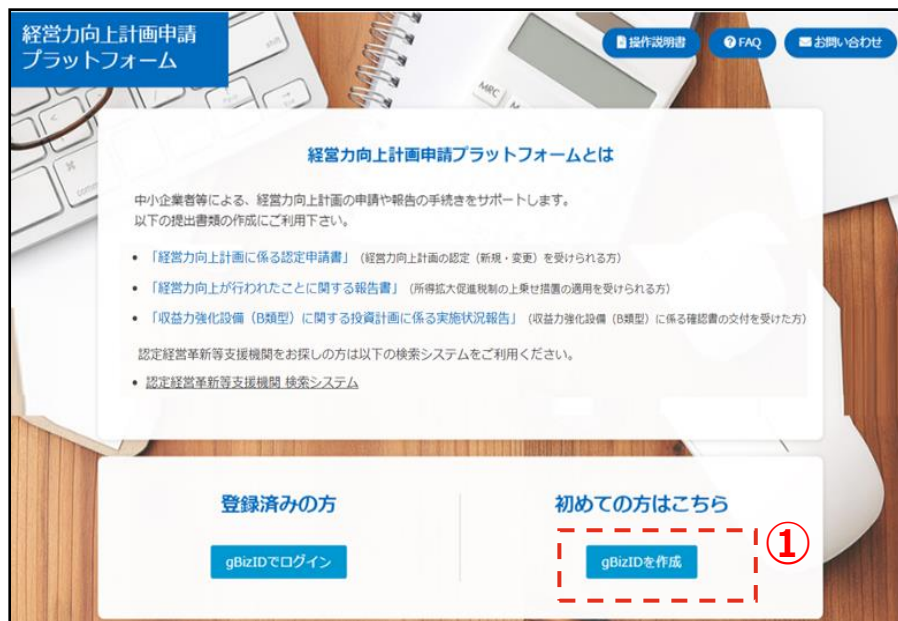 経営力向上計画申請
プラットフォーム
操作説明書
FAQ
お問い合わせ
MRC
経営力向上計画申請プラットフォームとは
中小企業者等による、経営力向上計画の申請や報告の手続きをサポートします。
以下の提出書類の作成にご利用下さい。
• 「経営力向上計画に係る認定申請書」（経営力向上計画の認定（新規・変更）を受けられる方）
• 「経営力向上が行われたことに関する報告書」（所得拡大促進税制の上乗せ措置の適用を受けられる方）
• 「収益力強化設備（B類型）に関する投資計画に係る実施状況報告」（収益力強化設備（B類型）に係る確認書の交付を受けた方）
認定経営革新等支援機関をお探しの方は以下の検索システムをご利用ください。
• 認定経営革新等支援機関 検索システム
登録済みの方
初めての方はこちら
gBizIDでログイン
gBizIDを作成
①